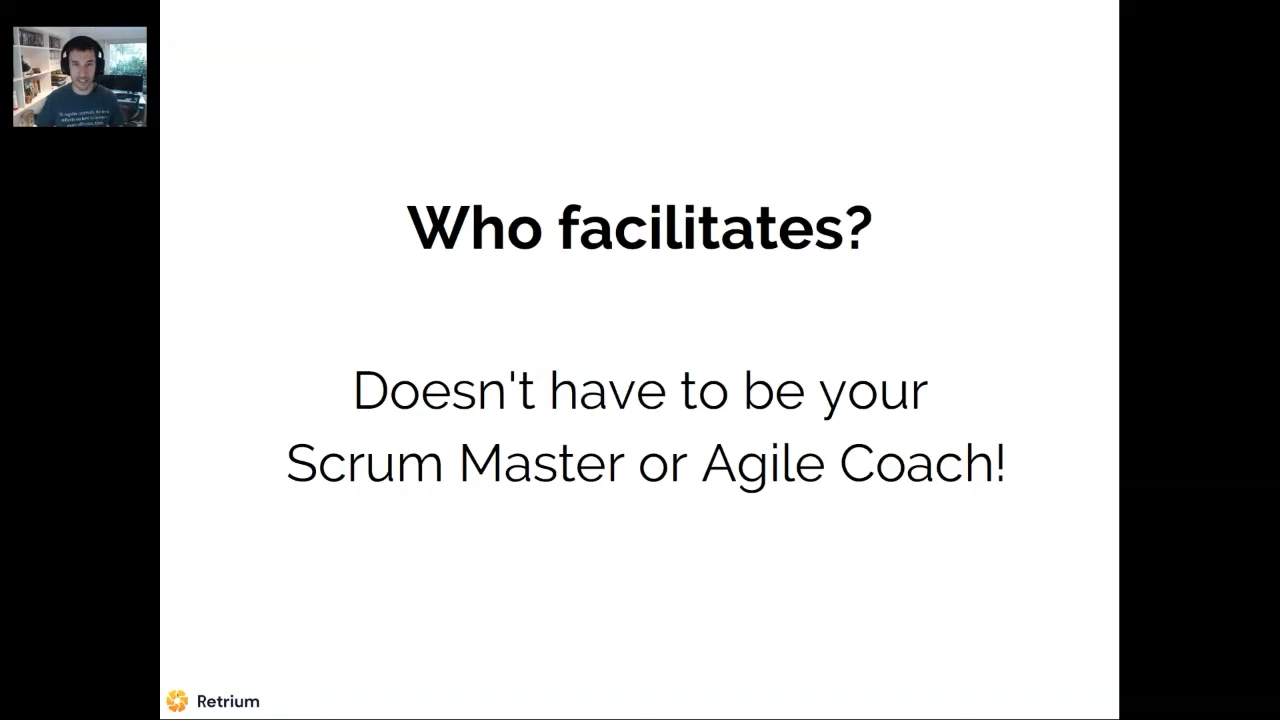 Who facilitates?
Doesn't have to be your
Scrum Master or Agile Coach!
Retrium